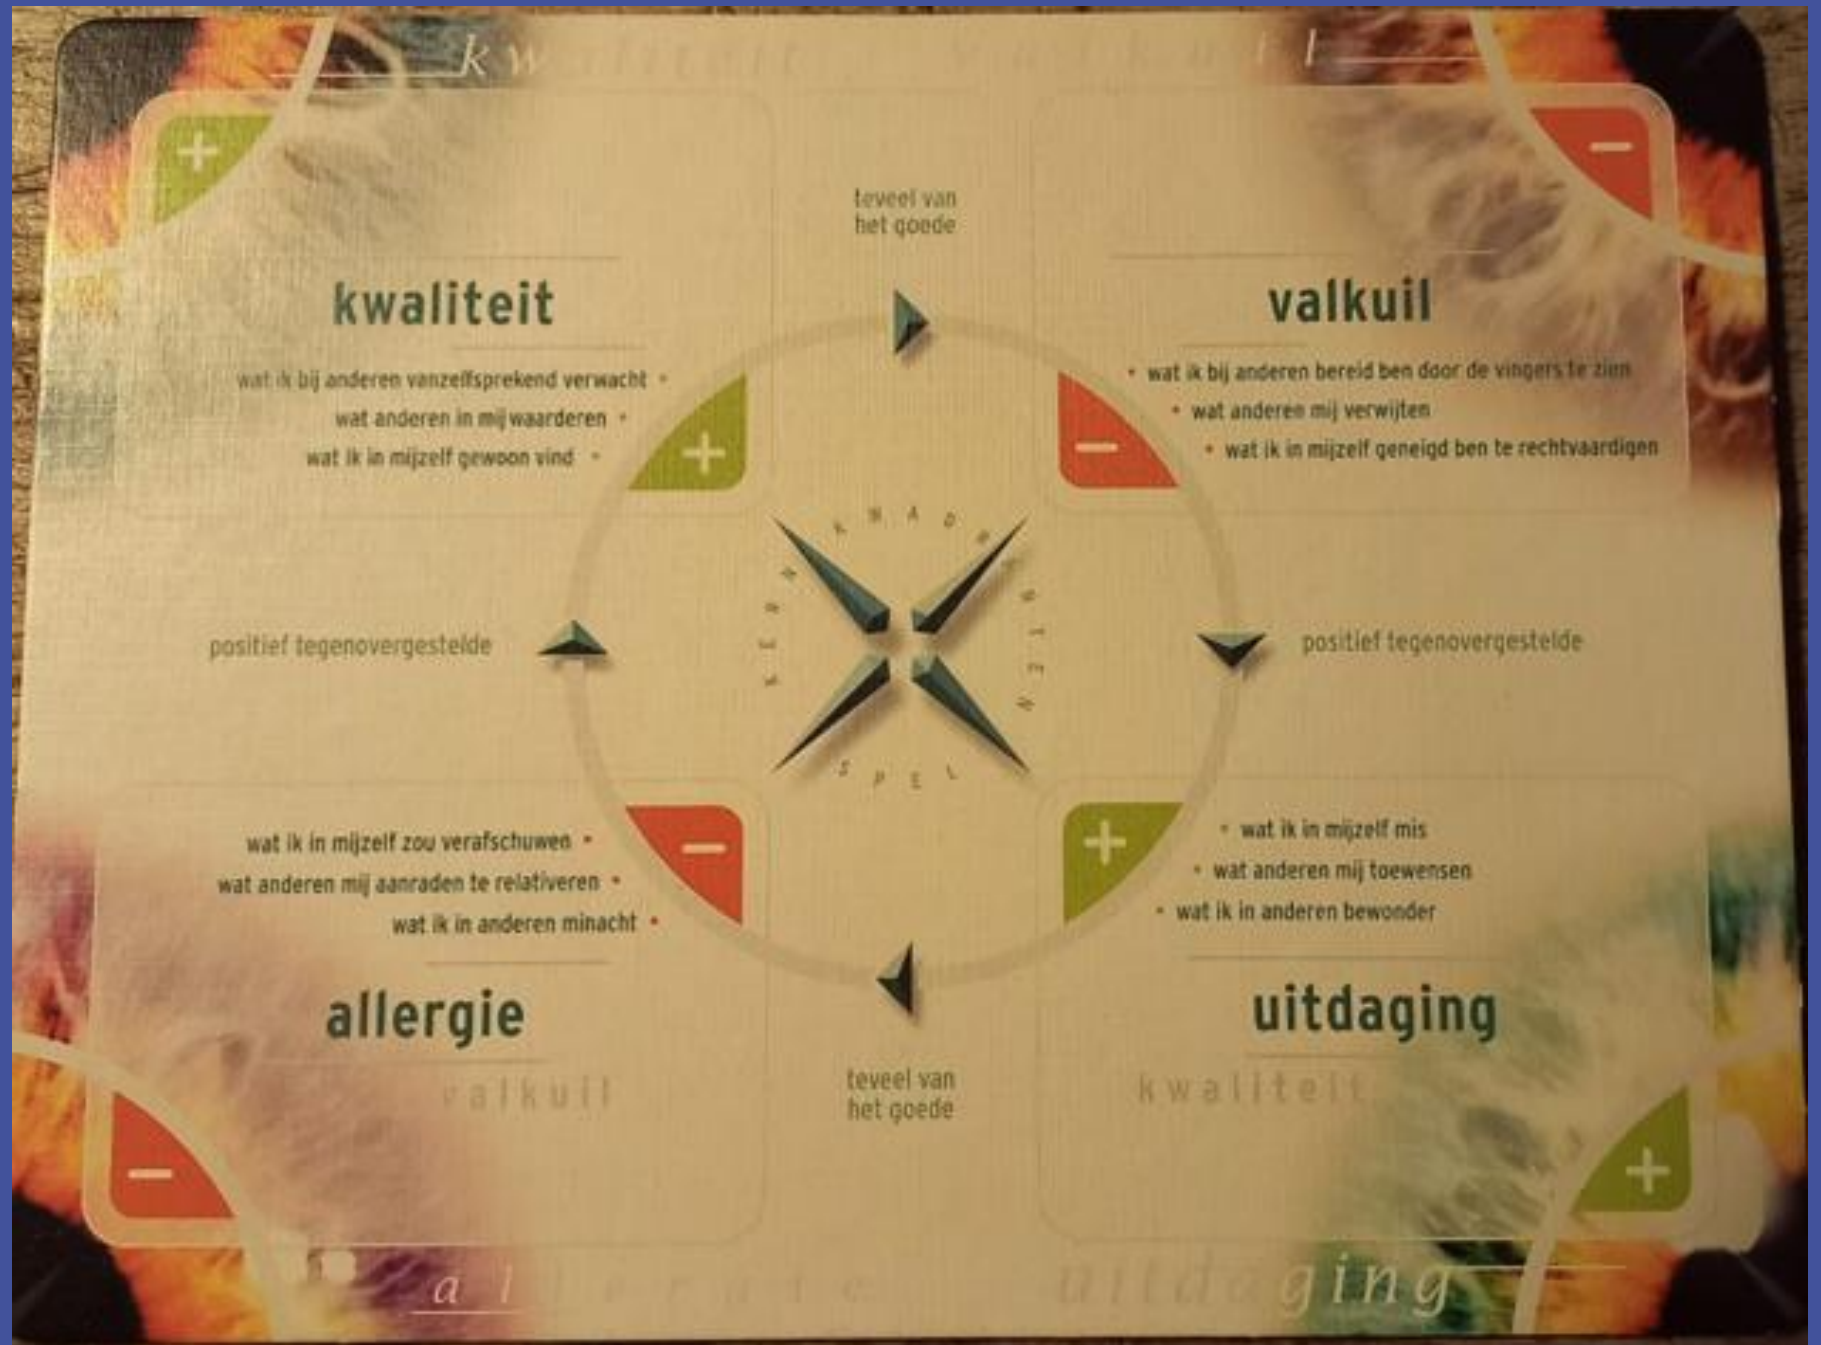 kwaliteit valkuil
+
-
teveel van
het goede
kwaliteit
wat ik bij anderen vanzelfsprekend verwacht •
wat anderen in mij waarderen •
wat ik in mijzelf gewoon vind •
+
valkuil
• wat ik bij anderen bereid ben door de vingers te zien
• wat anderen mij verwijten
• wat ik in mijzelf geneigd ben te rechtvaardigen
-
KERNKWADRANTEN
SPEL
positief tegenovergestelde
positief tegenovergestelde
wat ik in mijzelf zou verafschuwen •
wat anderen mij aanraden te relativeren •
wat ik in anderen minacht •
-
allergie
valkuil
+
• wat ik in mijzelf mis
• wat anderen mij toewensen
• wat ik in anderen bewonder
uitdaging
kwaliteit
teveel van
het goede
-
+
allergie uitdaging